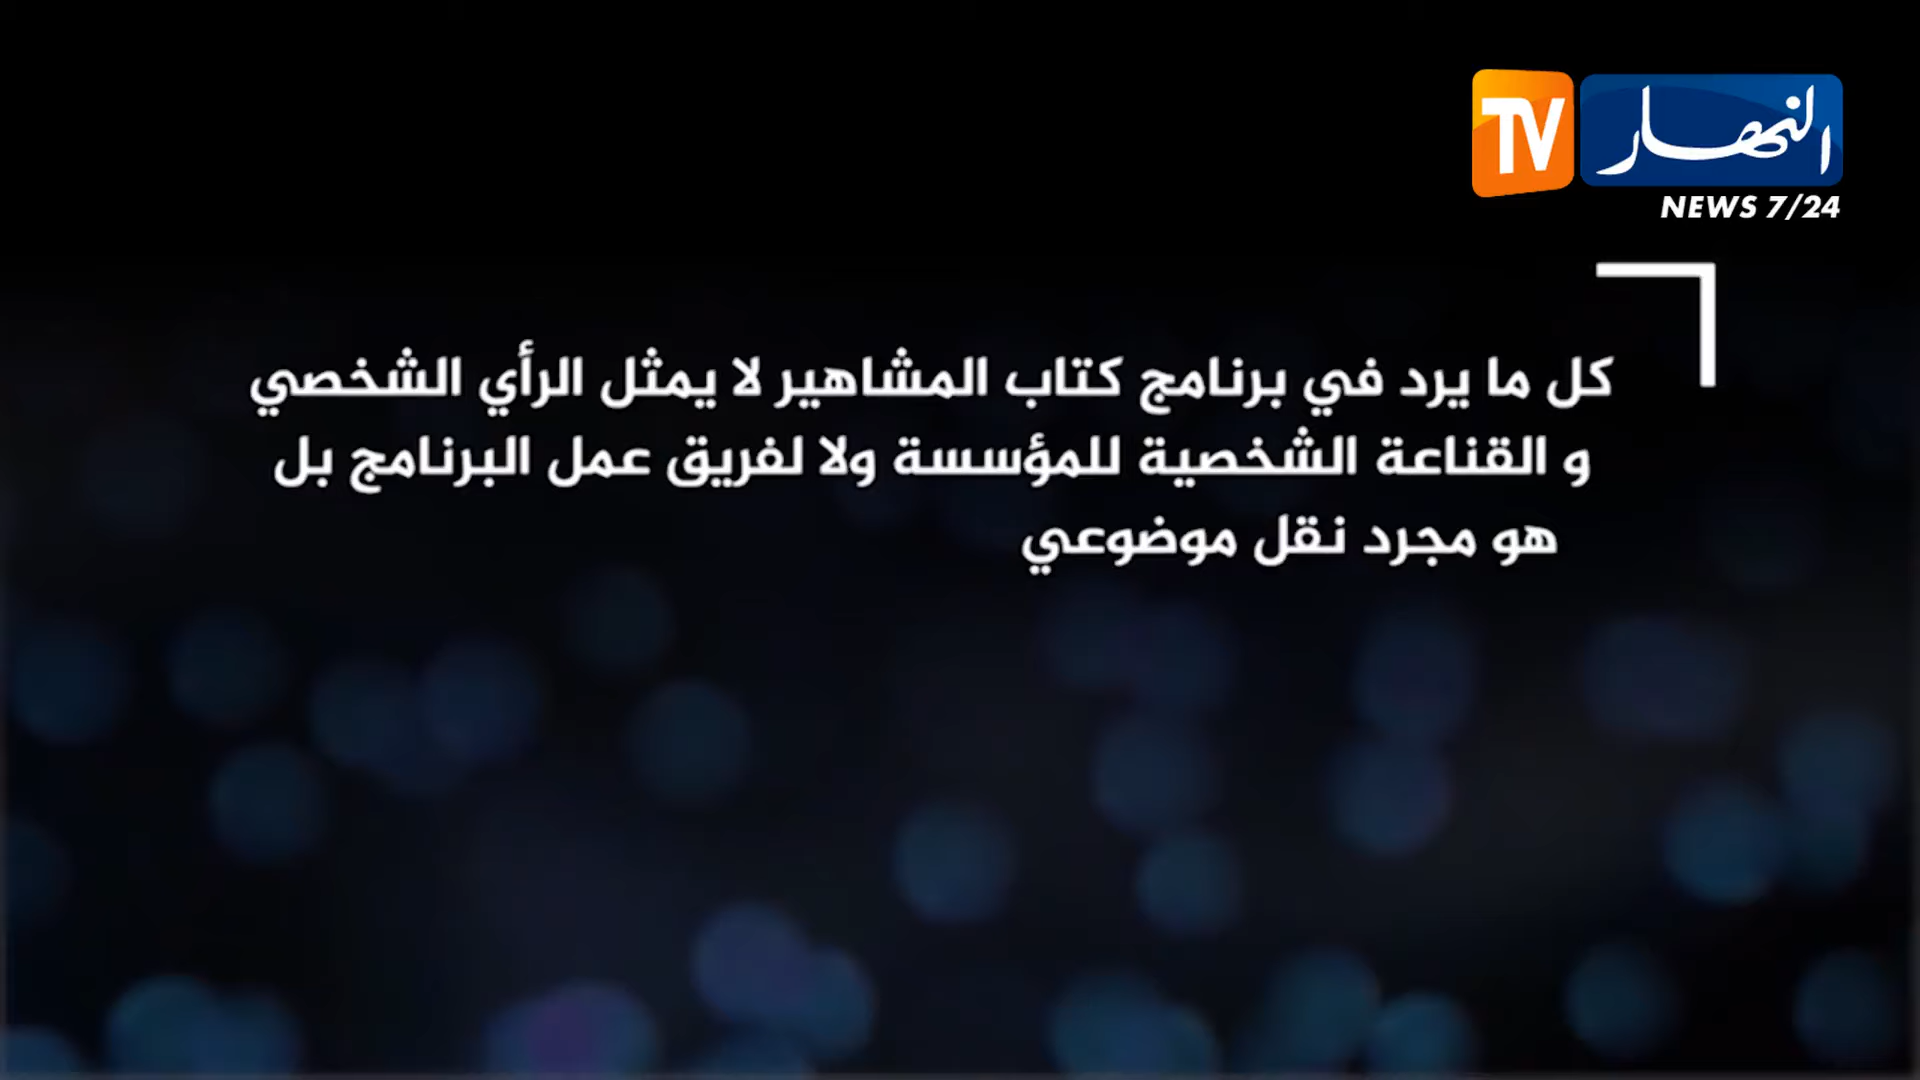 النهار TV
NEWS 7/24
كل ما يرد في برنامج كتاب المشاهير لا يمثل الرأي الشخصي
و القناعة الشخصية للمؤسسة ولا لفريق عمل البرنامج بل
هو مجرد نقل موضوعي